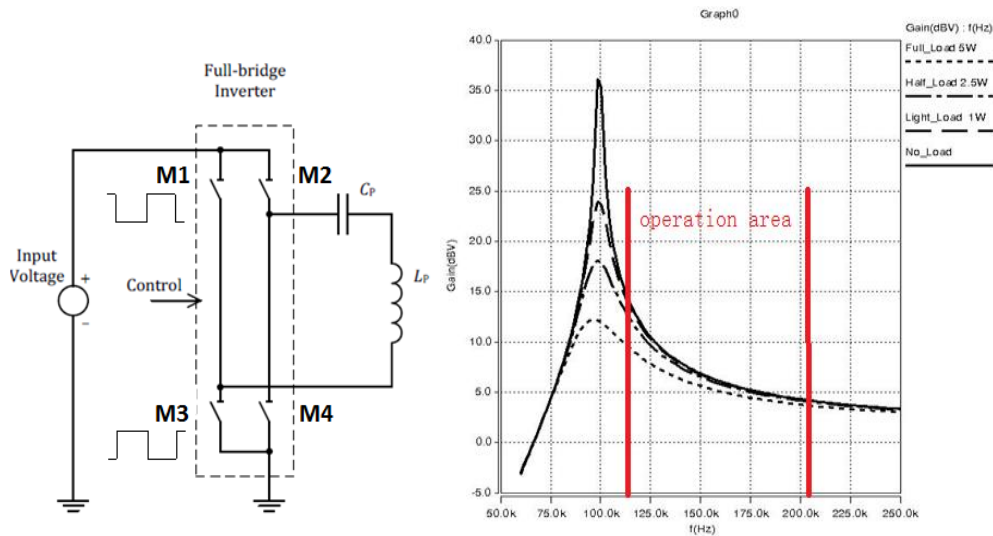 Full-bridge
Inverter
M1
M2
Cₚ
Input
Voltage
+
−
Control
Lₚ
M3
M4
Graph0
Gain(dBV) : f(Hz)
Full_Load 5W
Half_Load 2.5W
Light_Load 1W
No_Load
operation area
Gain(dBV)
40.0
35.0
30.0
25.0
20.0
15.0
10.0
5.0
0.0
-5.0
50.0k 75.0k 100.0k 125.0k 150.0k 175.0k 200.0k 225.0k 250.0k
f(Hz)